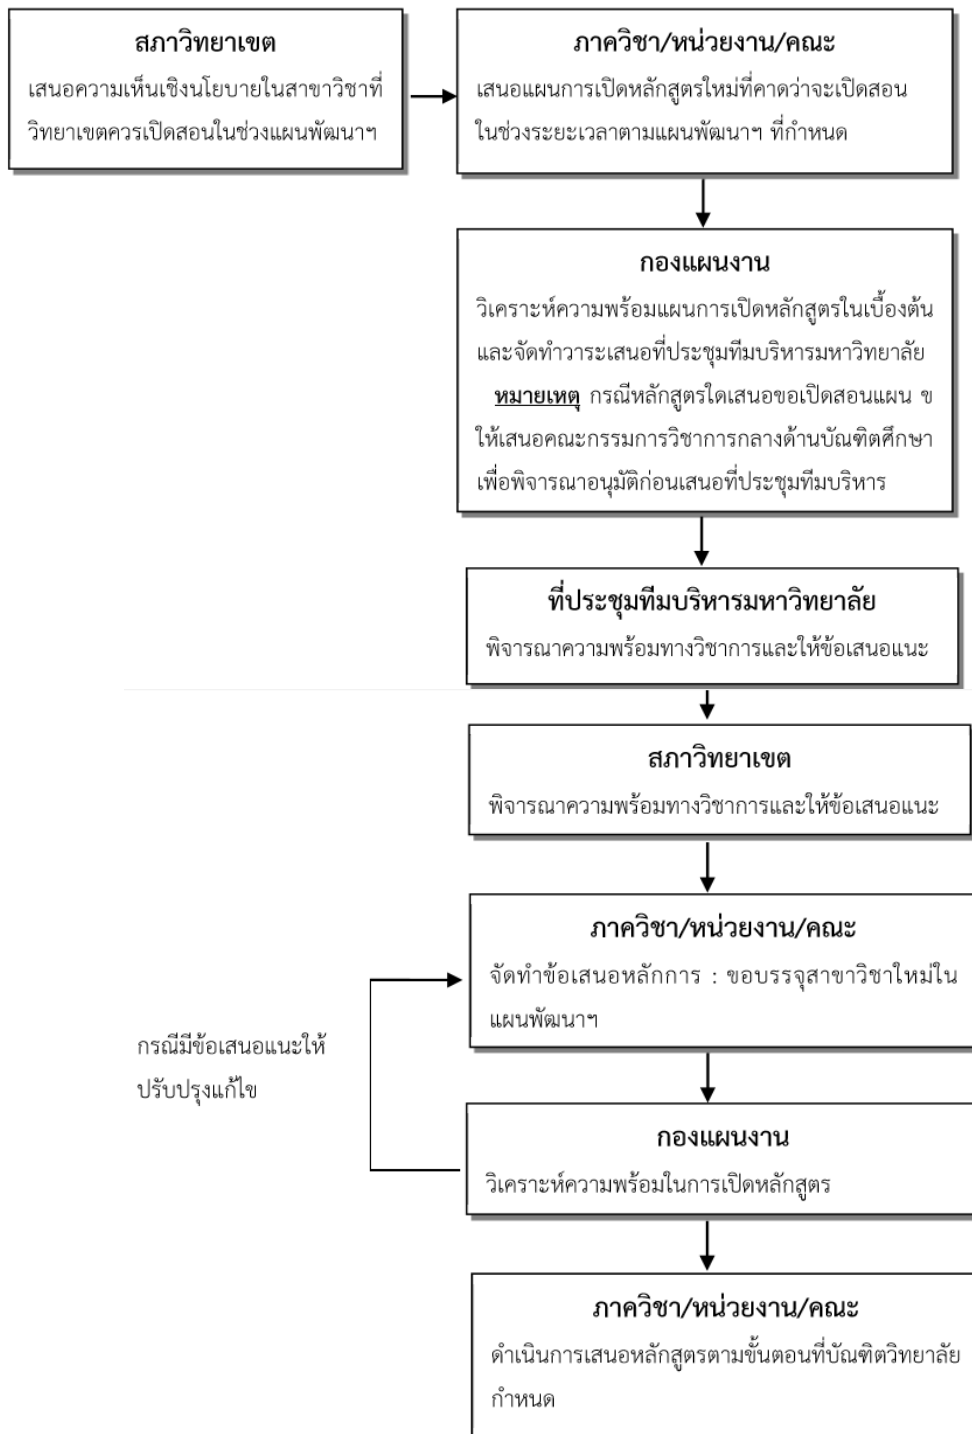 สภาวิทยาเขต
เสนอความเห็นเชิงนโยบายในสาขาวิชาที่
วิทยาเขตควรเปิดสอนในช่วงแผนพัฒนาฯ
ภาควิชา/หน่วยงาน/คณะ
เสนอแผนการเปิดหลักสูตรใหม่ที่คาดว่าจะเปิดสอน
ในช่วงระยะเวลาตามแผนพัฒนาฯ ที่กำหนด
กองแผนงาน
วิเคราะห์ความพร้อมแผนการเปิดหลักสูตรในเบื้องต้น
และจัดทำวาระเสนอที่ประชุมทีมบริหารมหาวิทยาลัย
หมายเหตุ กรณีหลักสูตรใดเสนอขอเปิดสอนแผน ข
ให้เสนอคณะกรรมการวิชาการกลางด้านบัณฑิตศึกษา
เพื่อพิจารณาอนุมัติก่อนเสนอที่ประชุมทีมบริหาร
ที่ประชุมทีมบริหารมหาวิทยาลัย
พิจารณาความพร้อมทางวิชาการและให้ข้อเสนอแนะ
สภาวิทยาเขต
พิจารณาความพร้อมทางวิชาการและให้ข้อเสนอแนะ
ภาควิชา/หน่วยงาน/คณะ
จัดทำข้อเสนอหลักการ : ขอบรรจุสาขาวิชาใหม่ใน
แผนพัฒนาฯ
กรณีมีข้อเสนอแนะให้
ปรับปรุงแก้ไข
กองแผนงาน
วิเคราะห์ความพร้อมในการเปิดหลักสูตร
ภาควิชา/หน่วยงาน/คณะ
ดำเนินการเสนอหลักสูตรตามขั้นตอนที่บัณฑิตวิทยาลัย
กำหนด